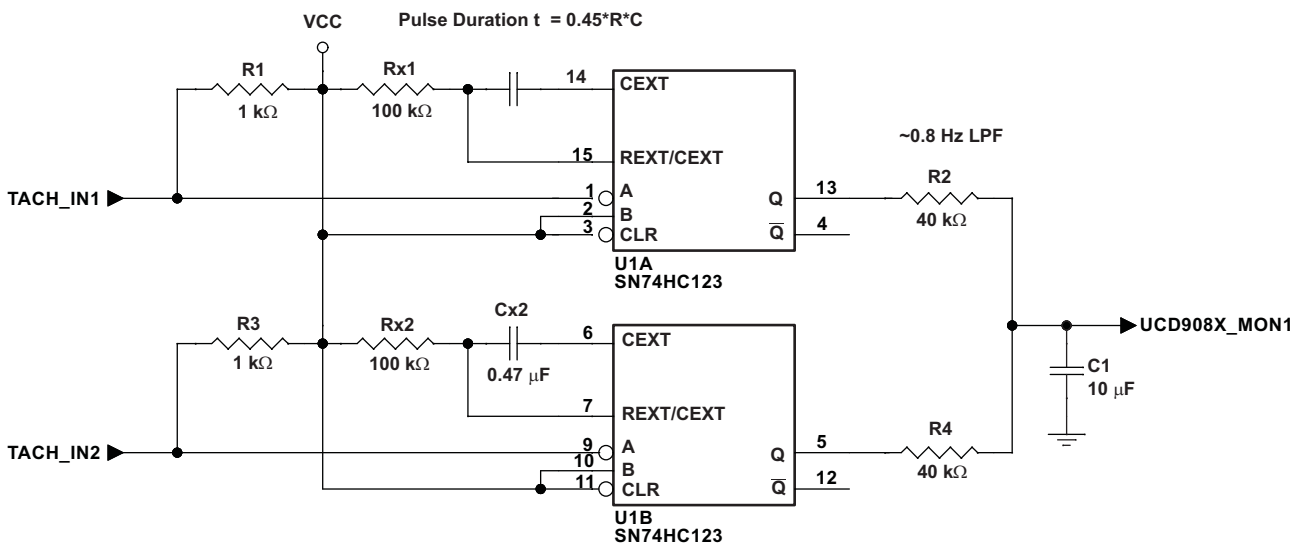 Pulse Duration t = 0.45*R*C
VCC
R1
1 kΩ
Rx1
100 kΩ
14
CEXT
15
REXT/CEXT
~0.8 Hz LPF
TACH_IN1
1
A
2
B
3
CLR
Q
13
Q̅
4
R2
40 kΩ
U1A
SN74HC123
R3
1 kΩ
Rx2
100 kΩ
Cx2
0.47 μF
6
CEXT
7
REXT/CEXT
UCD908X_MON1
C1
10 μF
TACH_IN2
9
A
10
B
11
CLR
Q
5
Q̅
12
R4
40 kΩ
U1B
SN74HC123